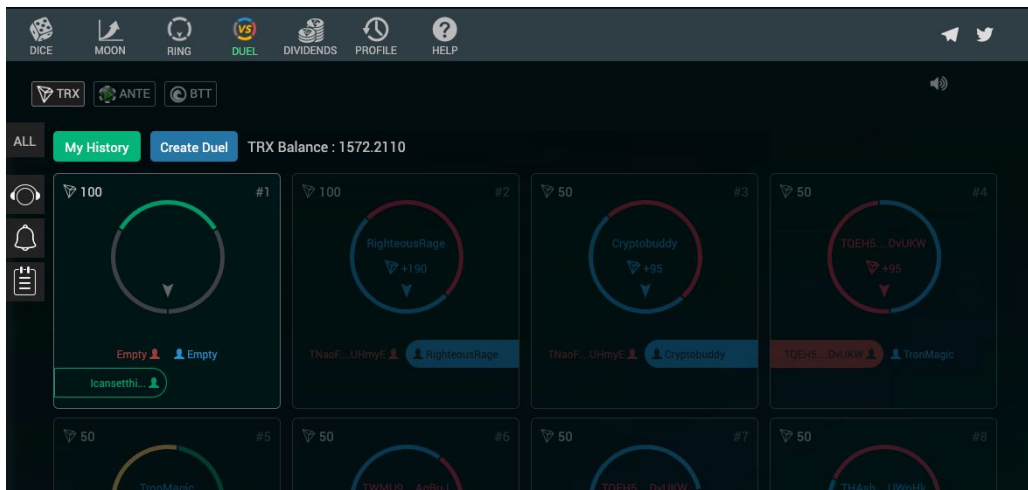 VS
DICE MOON RING DUEL DIVIDENDS PROFILE HELP
TRX ANTE BTT
ALL My History Create Duel TRX Balance : 1572.2110
100 #1 100 #2 50 #3 50 #4
RighteousRage Cryptobuddy TQEH5...DvUKW
+190 +95 +95
Empty Empty TNaoF...UHmyE RighteousRage TNaoF...UHmyE Cryptobuddy TQEH5...DvUKW TronMagic
Icansetthi...
50 #5 50 #6 50 #7 50 #8
TronMagic TQEH5...DvUKW